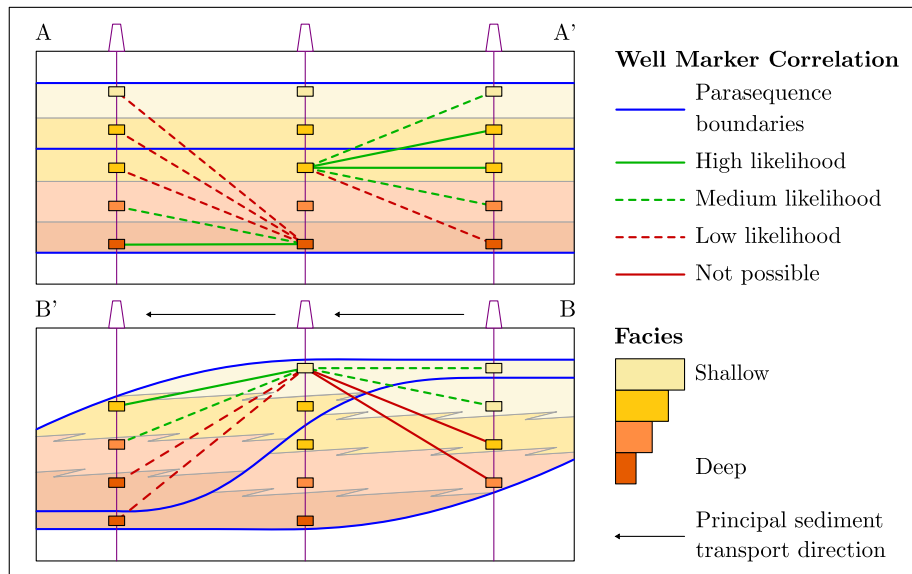 A
A’
B’
B
Well Marker Correlation
Parasequence
boundaries
High likelihood
Medium likelihood
Low likelihood
Not possible
Facies
Shallow
Deep
Principal sediment
transport direction